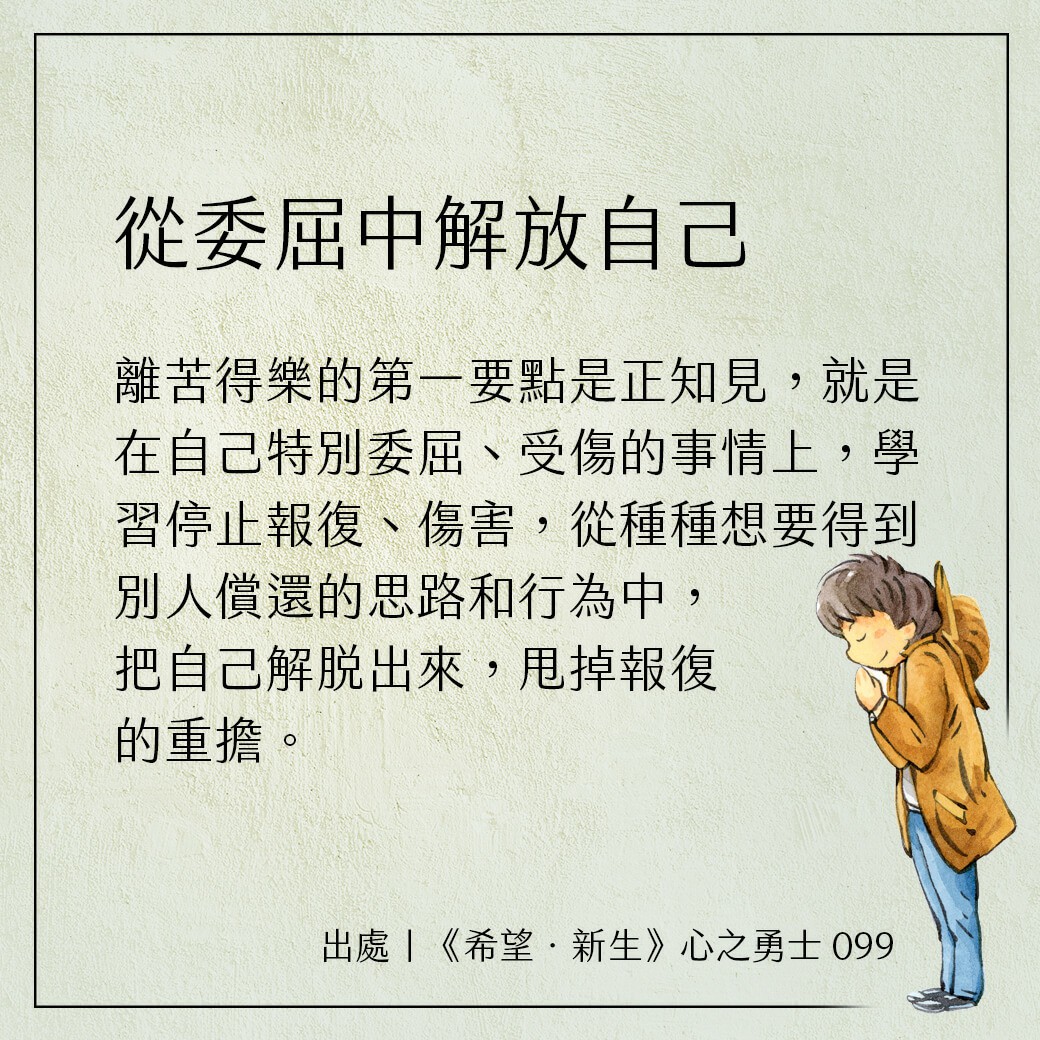 從委屈中解放自己
離苦得樂的第一要點是正知見，就是
在自己特別委屈、受傷的事情上，學
習停止報復、傷害，從種種想要得到
別人償還的思路和行為中，
把自己解脫出來，甩掉報復
的重擔。
出處｜《希望．新生》心之勇士 099